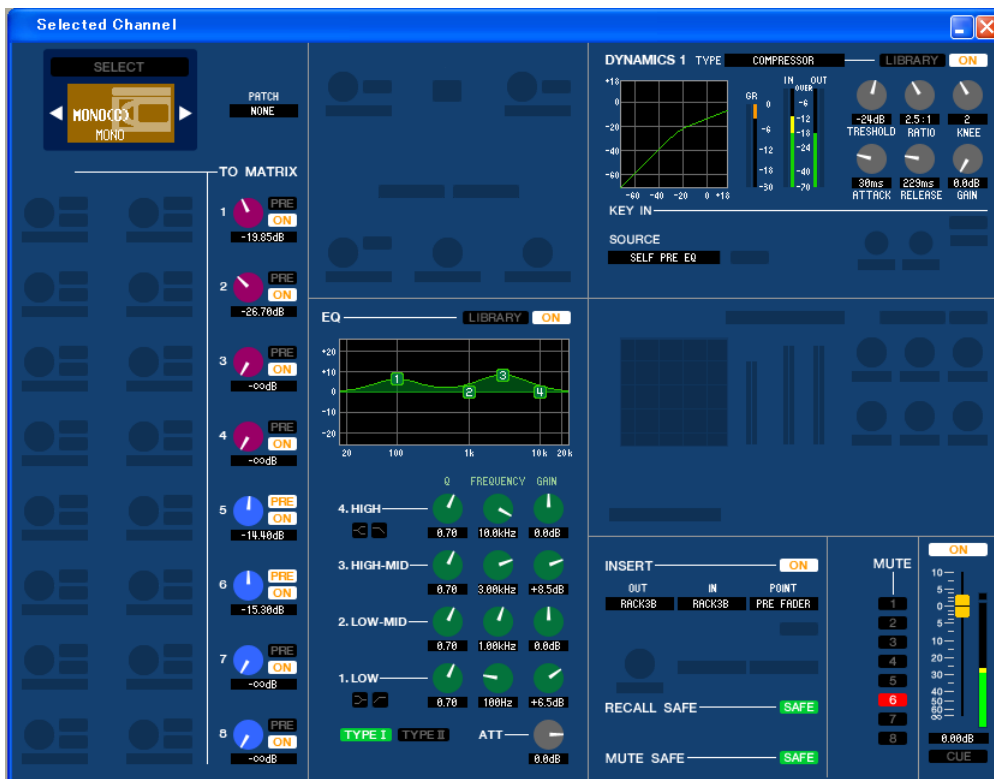 Selected Channel
SELECT
MONO(C)
MONO
PATCH
NONE
TO MATRIX
1 PRE
ON
-19.85dB
2 PRE
ON
-26.70dB
3 PRE
ON
-∞dB
4 PRE
ON
-∞dB
5 PRE
ON
-14.40dB
6 PRE
ON
-15.30dB
7 PRE
ON
-∞dB
8 PRE
ON
-∞dB
EQ LIBRARY ON
+20
+10
0
-10
-20
1 2 3 4
20 100 1k 10k 20k
Q FREQUENCY GAIN
4. HIGH
0.70 10.0kHz 0.0dB
3. HIGH-MID
0.70 3.00kHz +8.5dB
2. LOW-MID
0.70 1.00kHz 0.0dB
1. LOW
0.70 100Hz +6.5dB
TYPE I TYPE II ATT
0.0dB
DYNAMICS 1 TYPE COMPRESSOR LIBRARY ON
+18
0
-20
-40
-60
-60 -40 -20 0 +18
GR
0
-6
-12
-18
-30
IN OUT
OVER
-6
-12
-18
-24
-40
-70
-24dB 2.5:1 2
TRESHOLD RATIO KNEE
30ms 229ms 0.0dB
ATTACK RELEASE GAIN
KEY IN
SOURCE
SELF PRE EQ
INSERT ON
OUT IN POINT
RACK3B RACK3B PRE FADER
RECALL SAFE SAFE
MUTE SAFE SAFE
MUTE
1
2
3
4
5
6
7
8
ON
10
5
0
5
10
20
30
40
50
60
∞
0.00dB
CUE